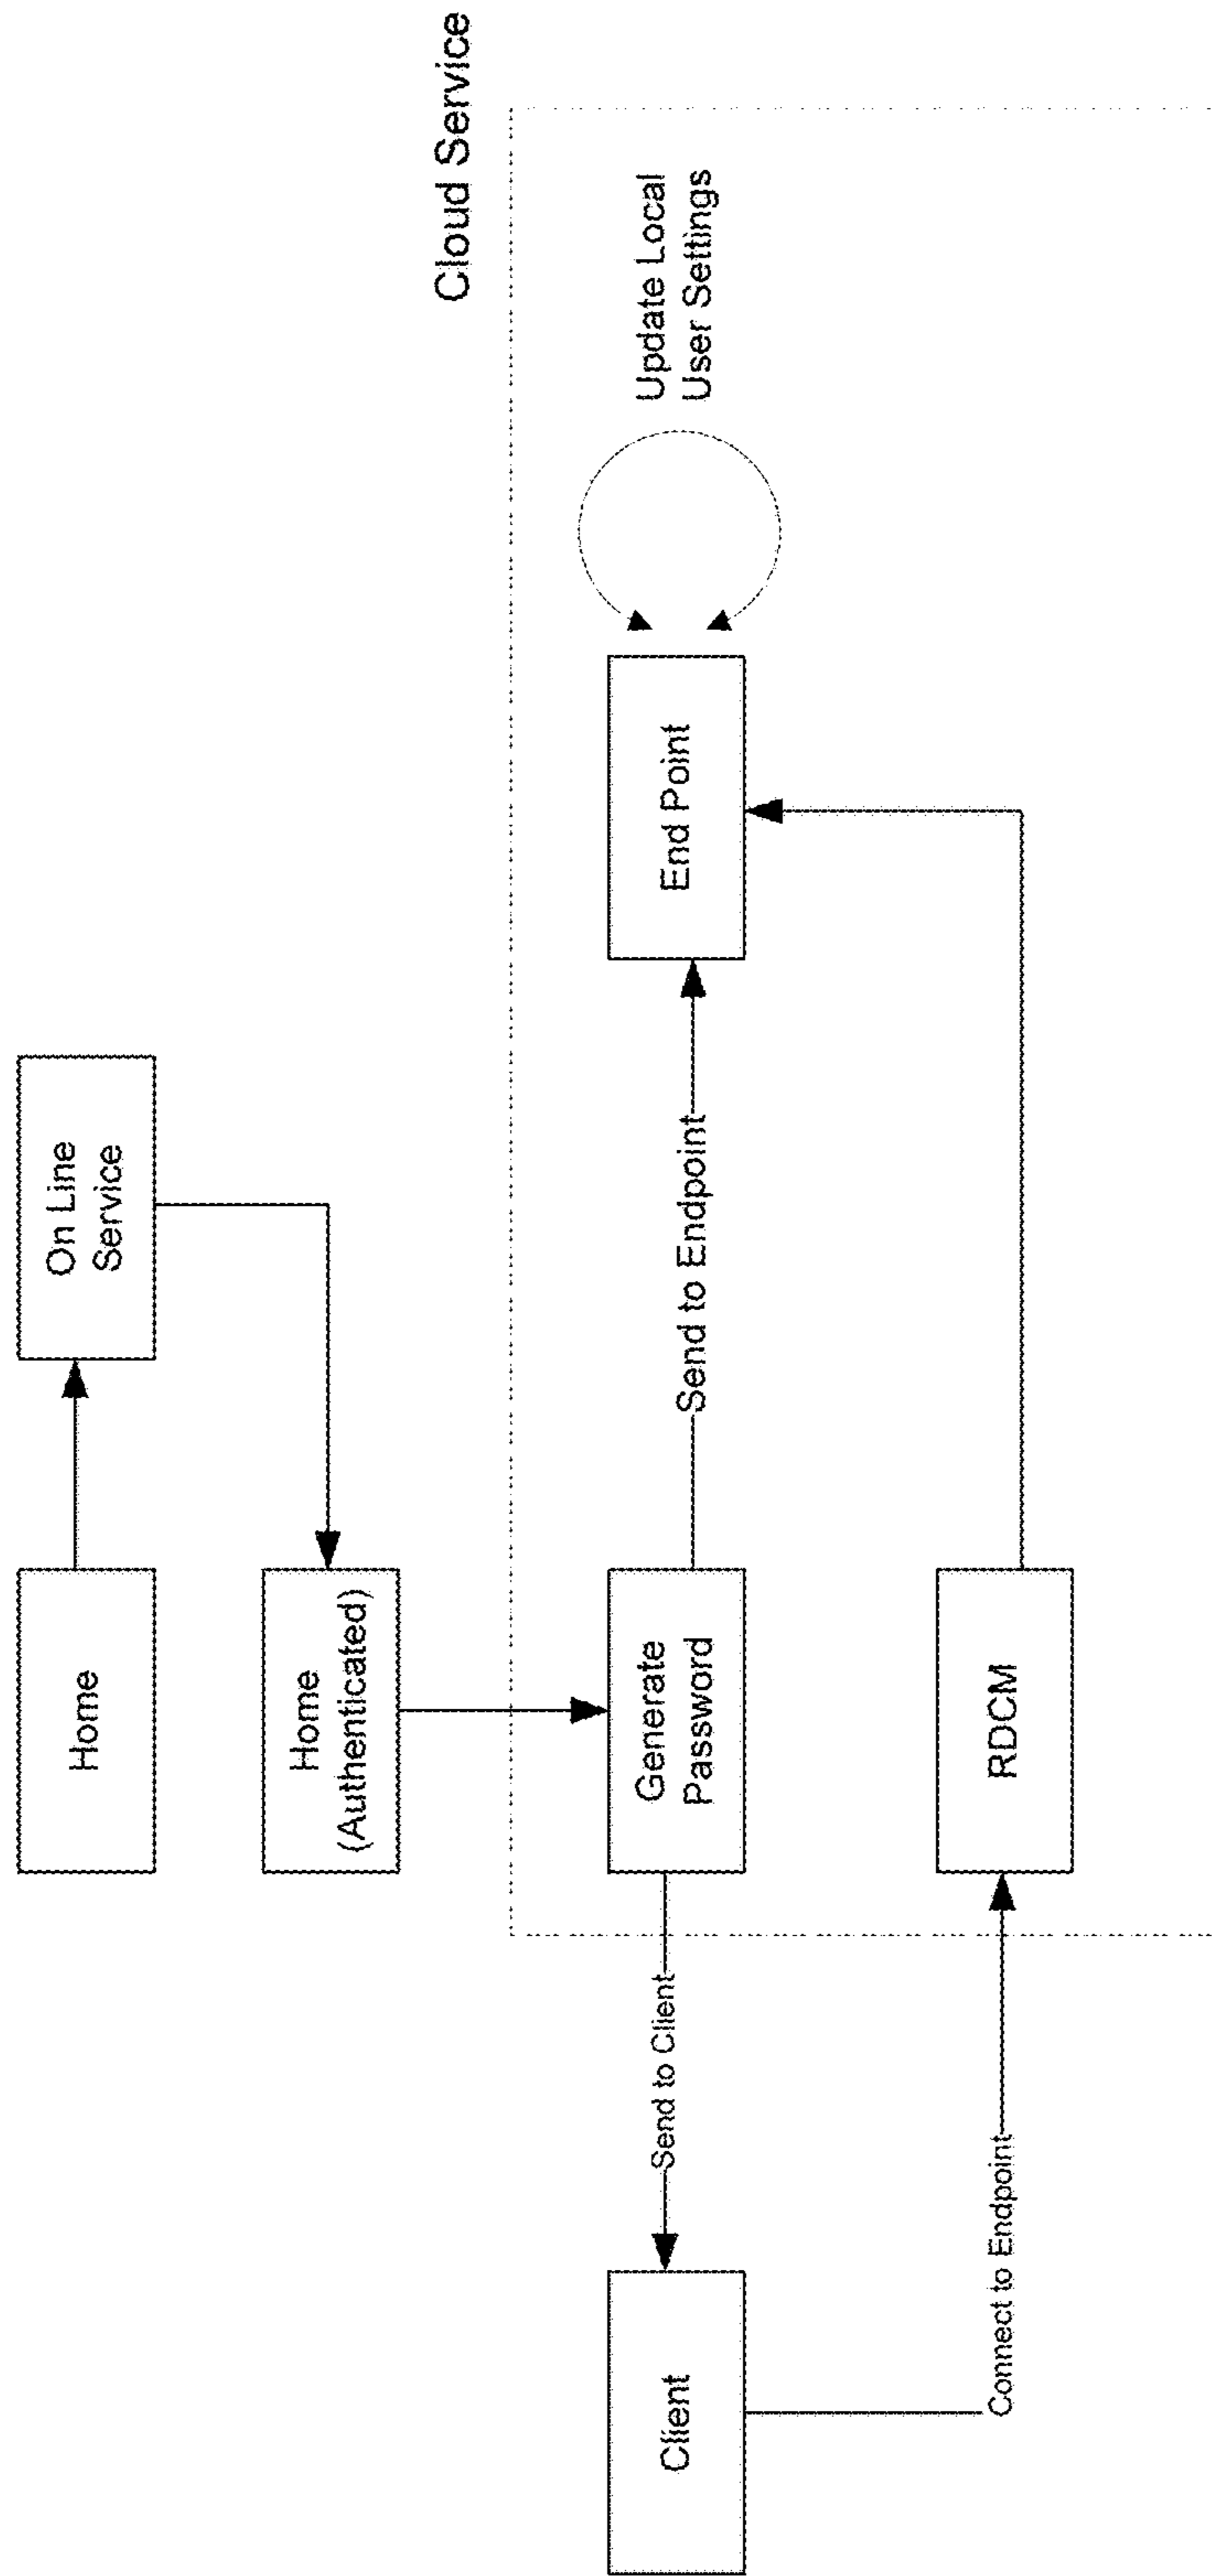 Home
On Line
Service
Home
(Authenticated)
Cloud Service
Client
Send to Client
Generate
Password
Send to Endpoint
End Point
Update Local
User Settings
Connect to Endpoint
RDCM